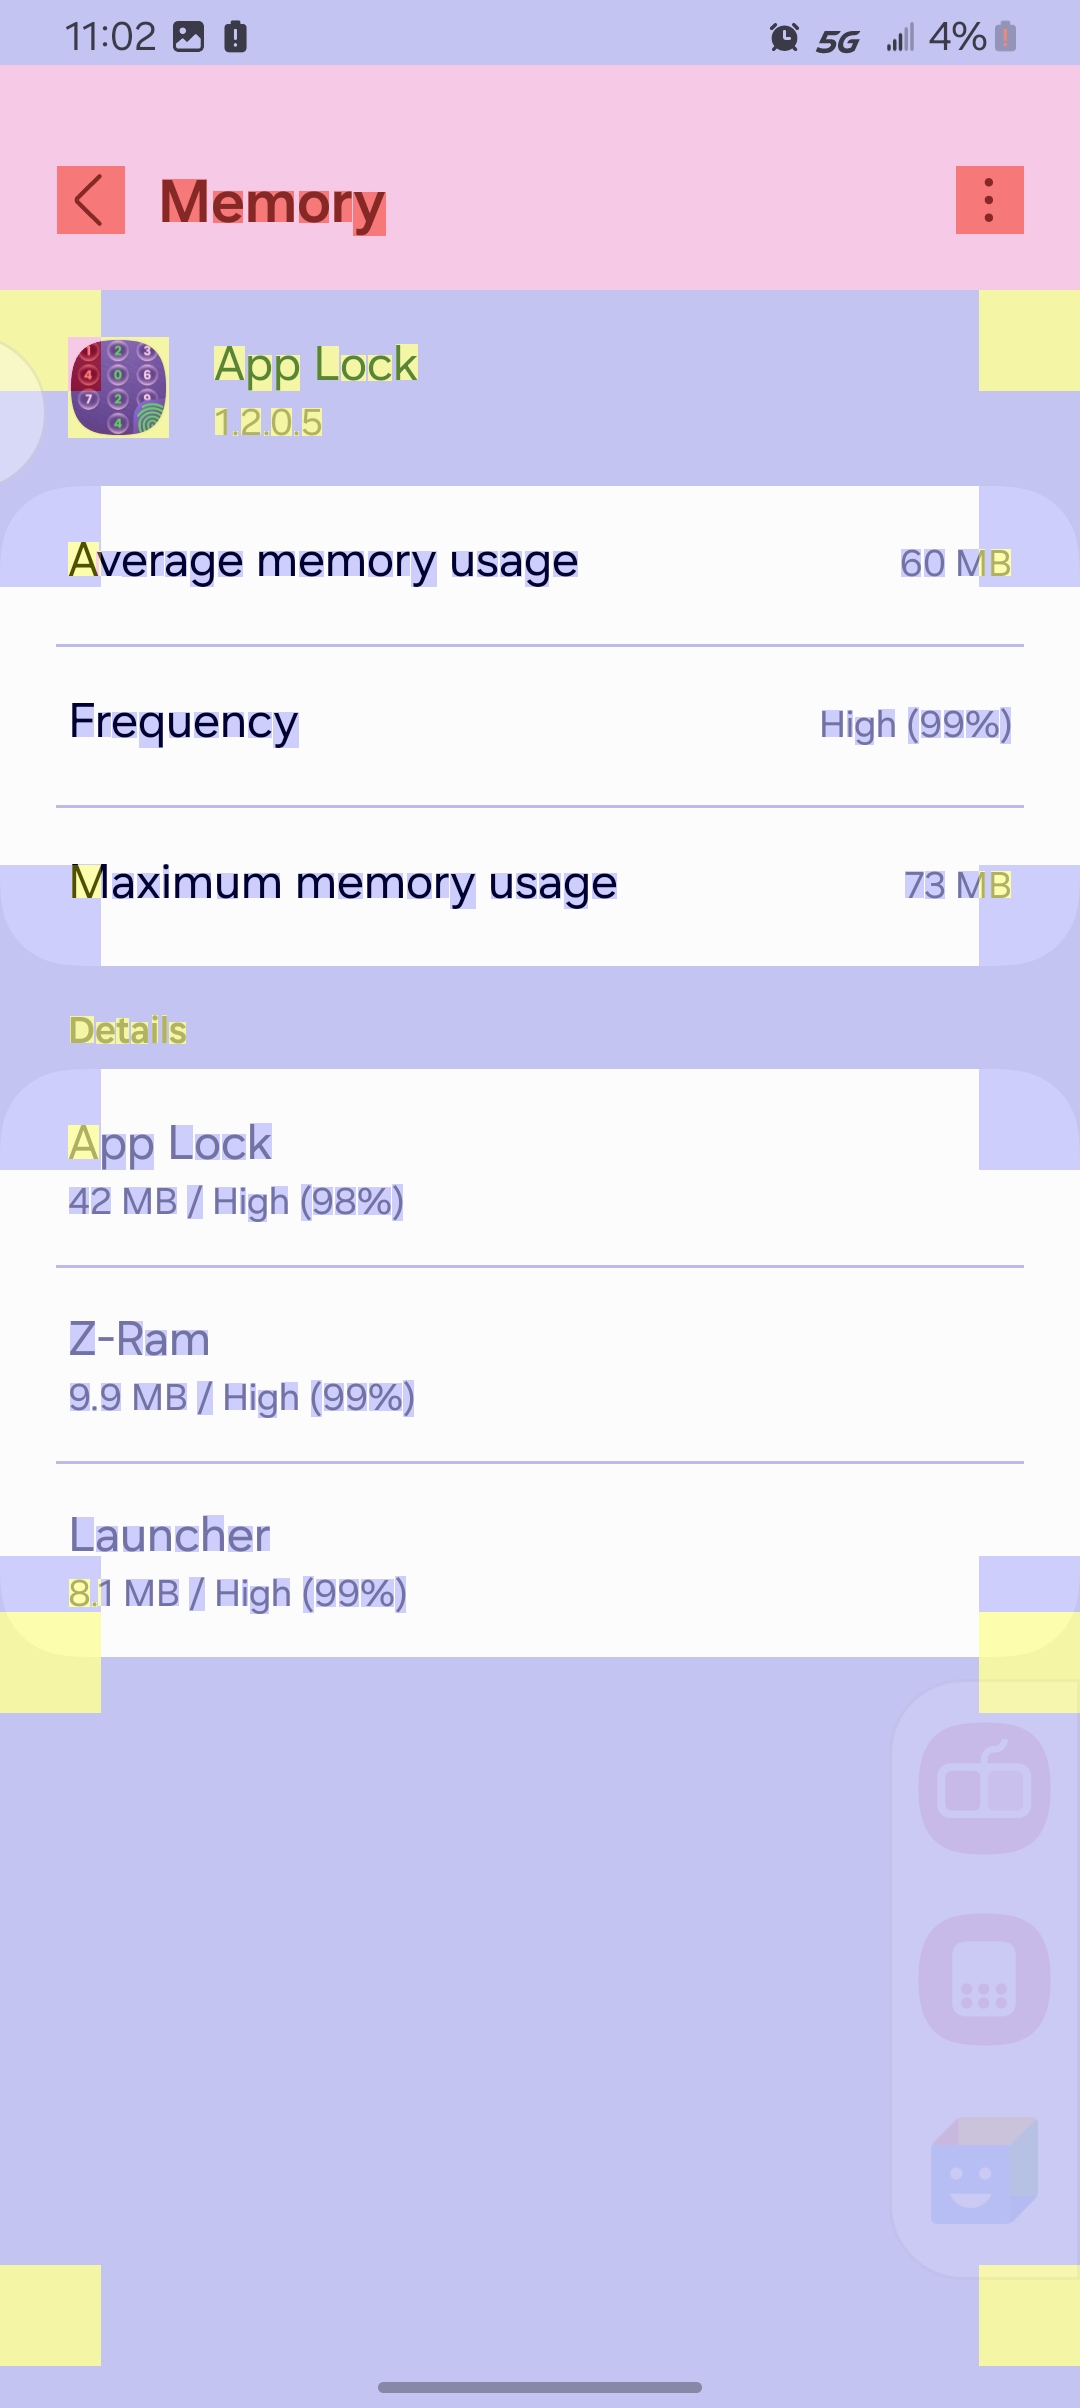 11:02
5G 4%
Memory
App Lock
1.2.0.5
Average memory usage 60 MB
Frequency High (99%)
Maximum memory usage 73 MB
Details
App Lock
42 MB / High (98%)
Z-Ram
9.9 MB / High (99%)
Launcher
8.1 MB / High (99%)